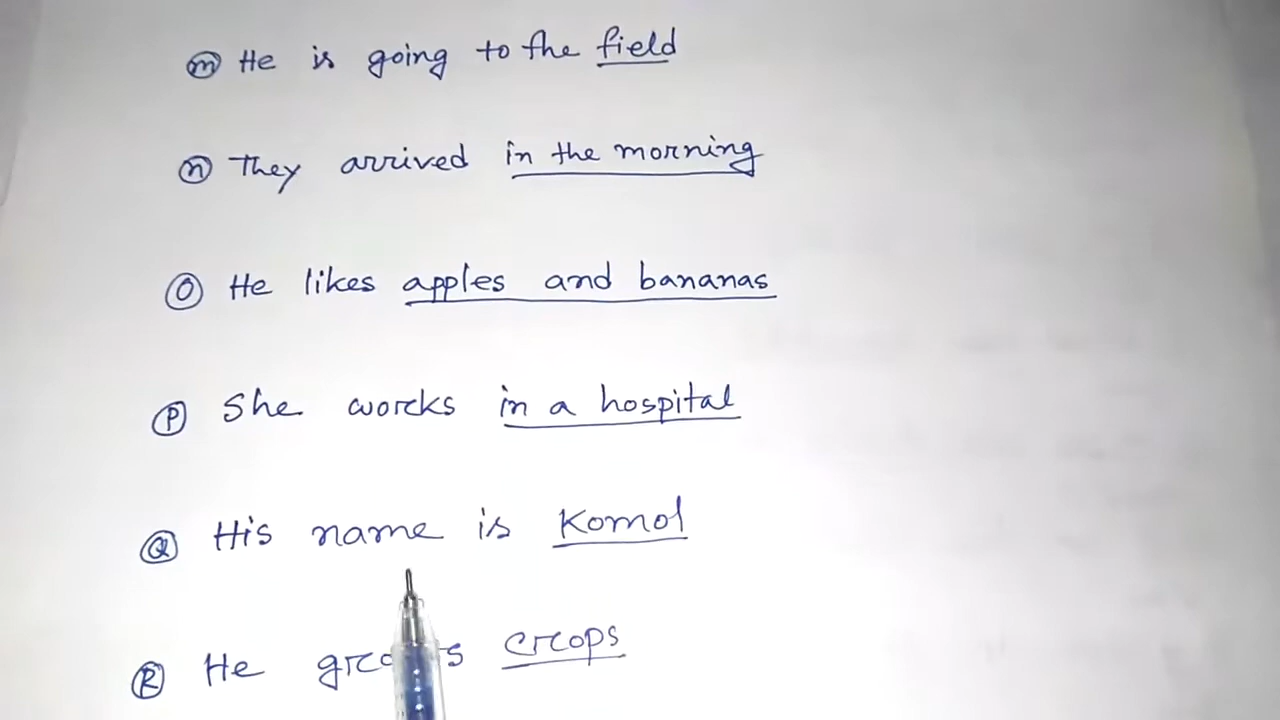 (m) He is going to the field
(n) They arrived in the morning
(O) He likes apples and bananas
(P) She works in a hospital
(Q) His name is Komol
(R) He crops